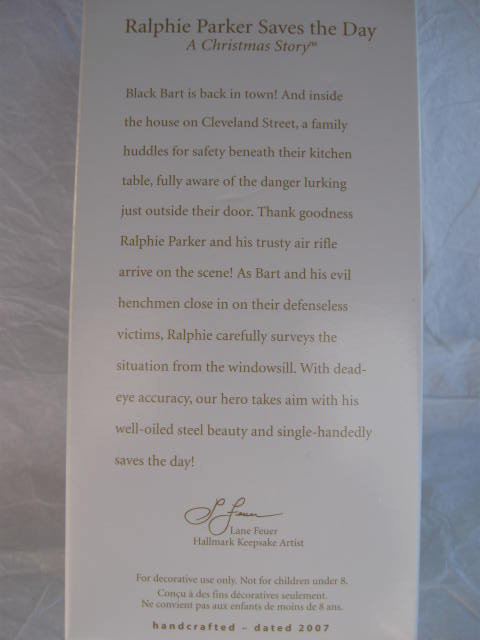 Ralphie Parker Saves the Day
A Christmas Story™
Black Bart is back in town! And inside
the house on Cleveland Street, a family
huddles for safety beneath their kitchen
table, fully aware of the danger lurking
just outside their door. Thank goodness
Ralphie Parker and his trusty air rifle
arrive on the scene! As Bart and his evil
henchmen close in on their defenseless
victims, Ralphie carefully surveys the
situation from the windowsill. With dead-
eye accuracy, our hero takes aim with his
well-oiled steel beauty and single-handedly
saves the day!
L Feuer
Lane Feuer
Hallmark Keepsake Artist
For decorative use only. Not for children under 8.
Conçu à des fins décoratives seulement.
Ne convient pas aux enfants de moins de 8 ans.
handcrafted – dated 2007